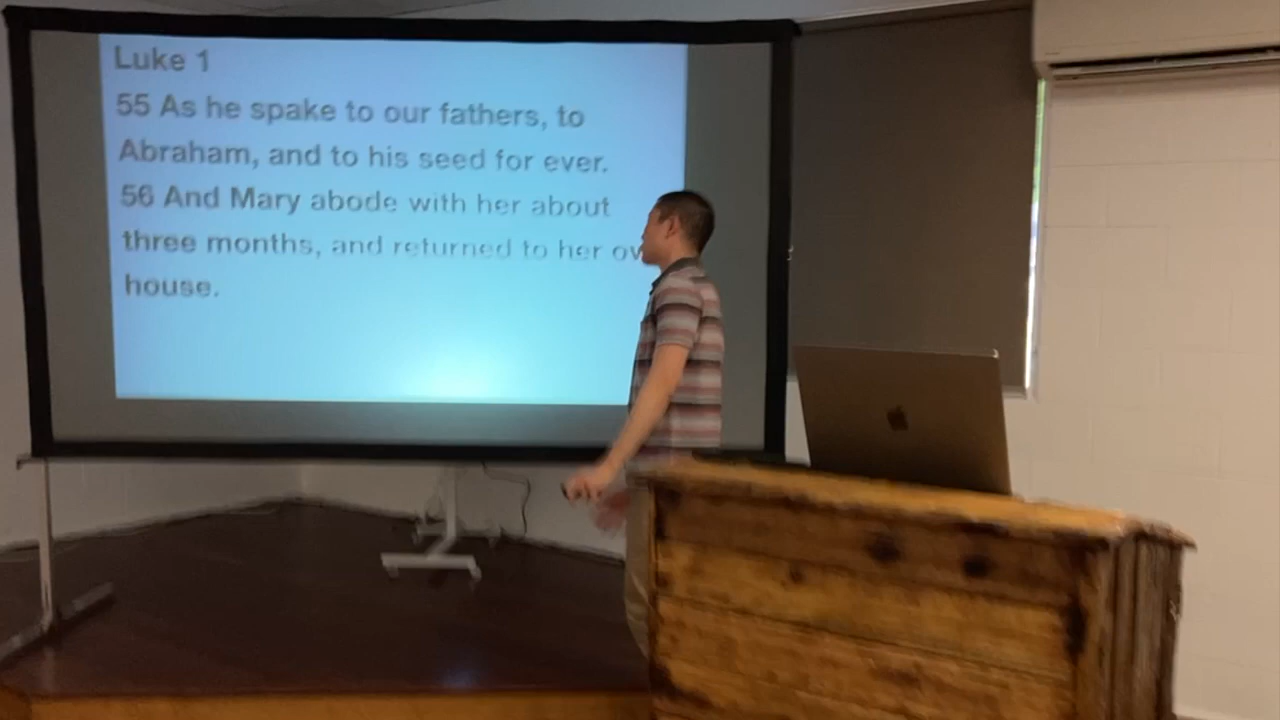 Luke 1
55 As he spake to our fathers, to
Abraham, and to his seed for ever.
56 And Mary abode with her about
three months, and returned to her
house.